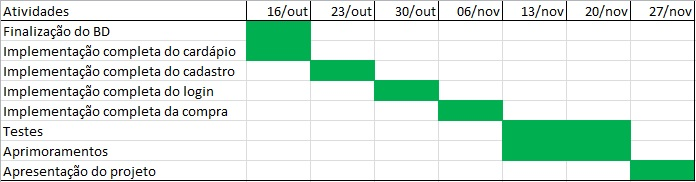 Atividades 16/out 23/out 30/out 06/nov 13/nov 20/nov 27/nov
Finalização do BD
Implementação completa do cardápio
Implementação completa do cadastro
Implementação completa do login
Implementação completa da compra
Testes
Aprimoramentos
Apresentação do projeto